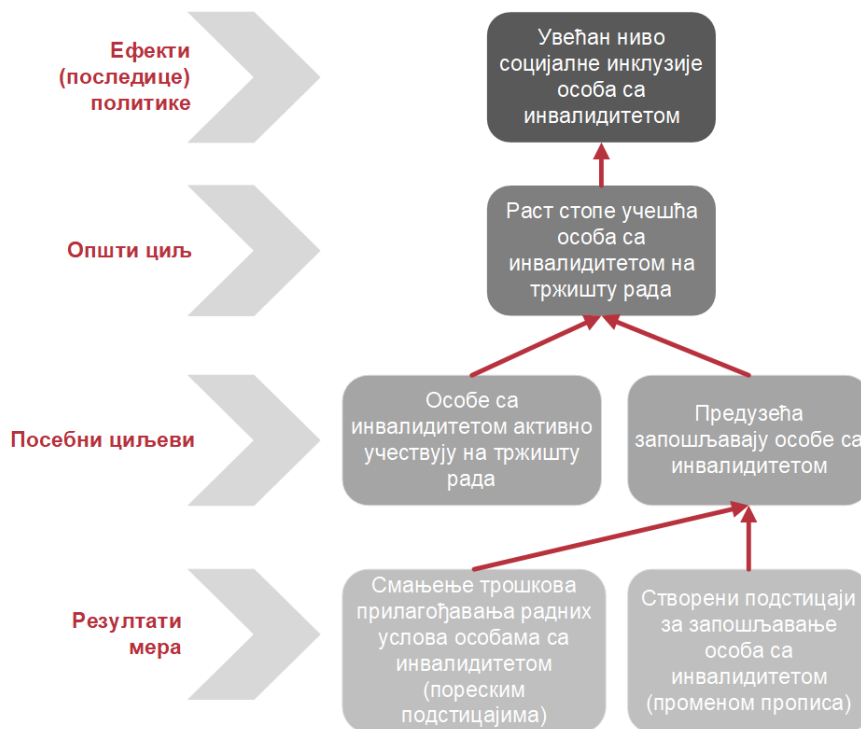 Ефекти
(последице)
политике
Увећан ниво
социјалне инклузије
особа са
инвалидитетом
Општи циљ
Раст стопе учешћа
особа са
инвалидитетом на
тржишту рада
Посебни циљеви
Особе са
инвалидитетом активно
учествују на тржишту
рада
Предузећа
запошљавају особе са
инвалидитетом
Резултати
мера
Смањење трошкова
прилагођавања радних
услова особама са
инвалидитетом
(пореским
подстицајима)
Створени подстицаји
за запошљавање
особа са
инвалидитетом
(променом прописа)